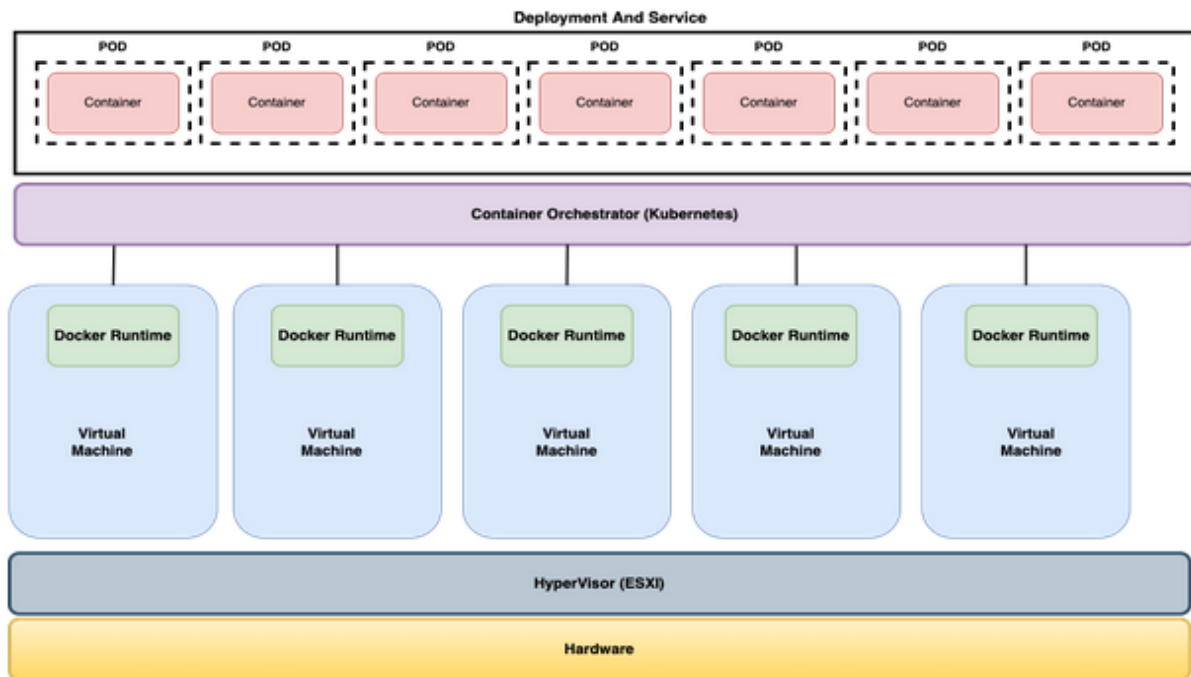 Deployment And Service
POD POD POD POD POD POD POD
Container Container Container Container Container Container Container
Container Orchestrator (Kubernetes)
Docker Runtime Docker Runtime Docker Runtime Docker Runtime Docker Runtime
Virtual Virtual Virtual Virtual Virtual
Machine Machine Machine Machine Machine
HyperVisor (ESXI)
Hardware